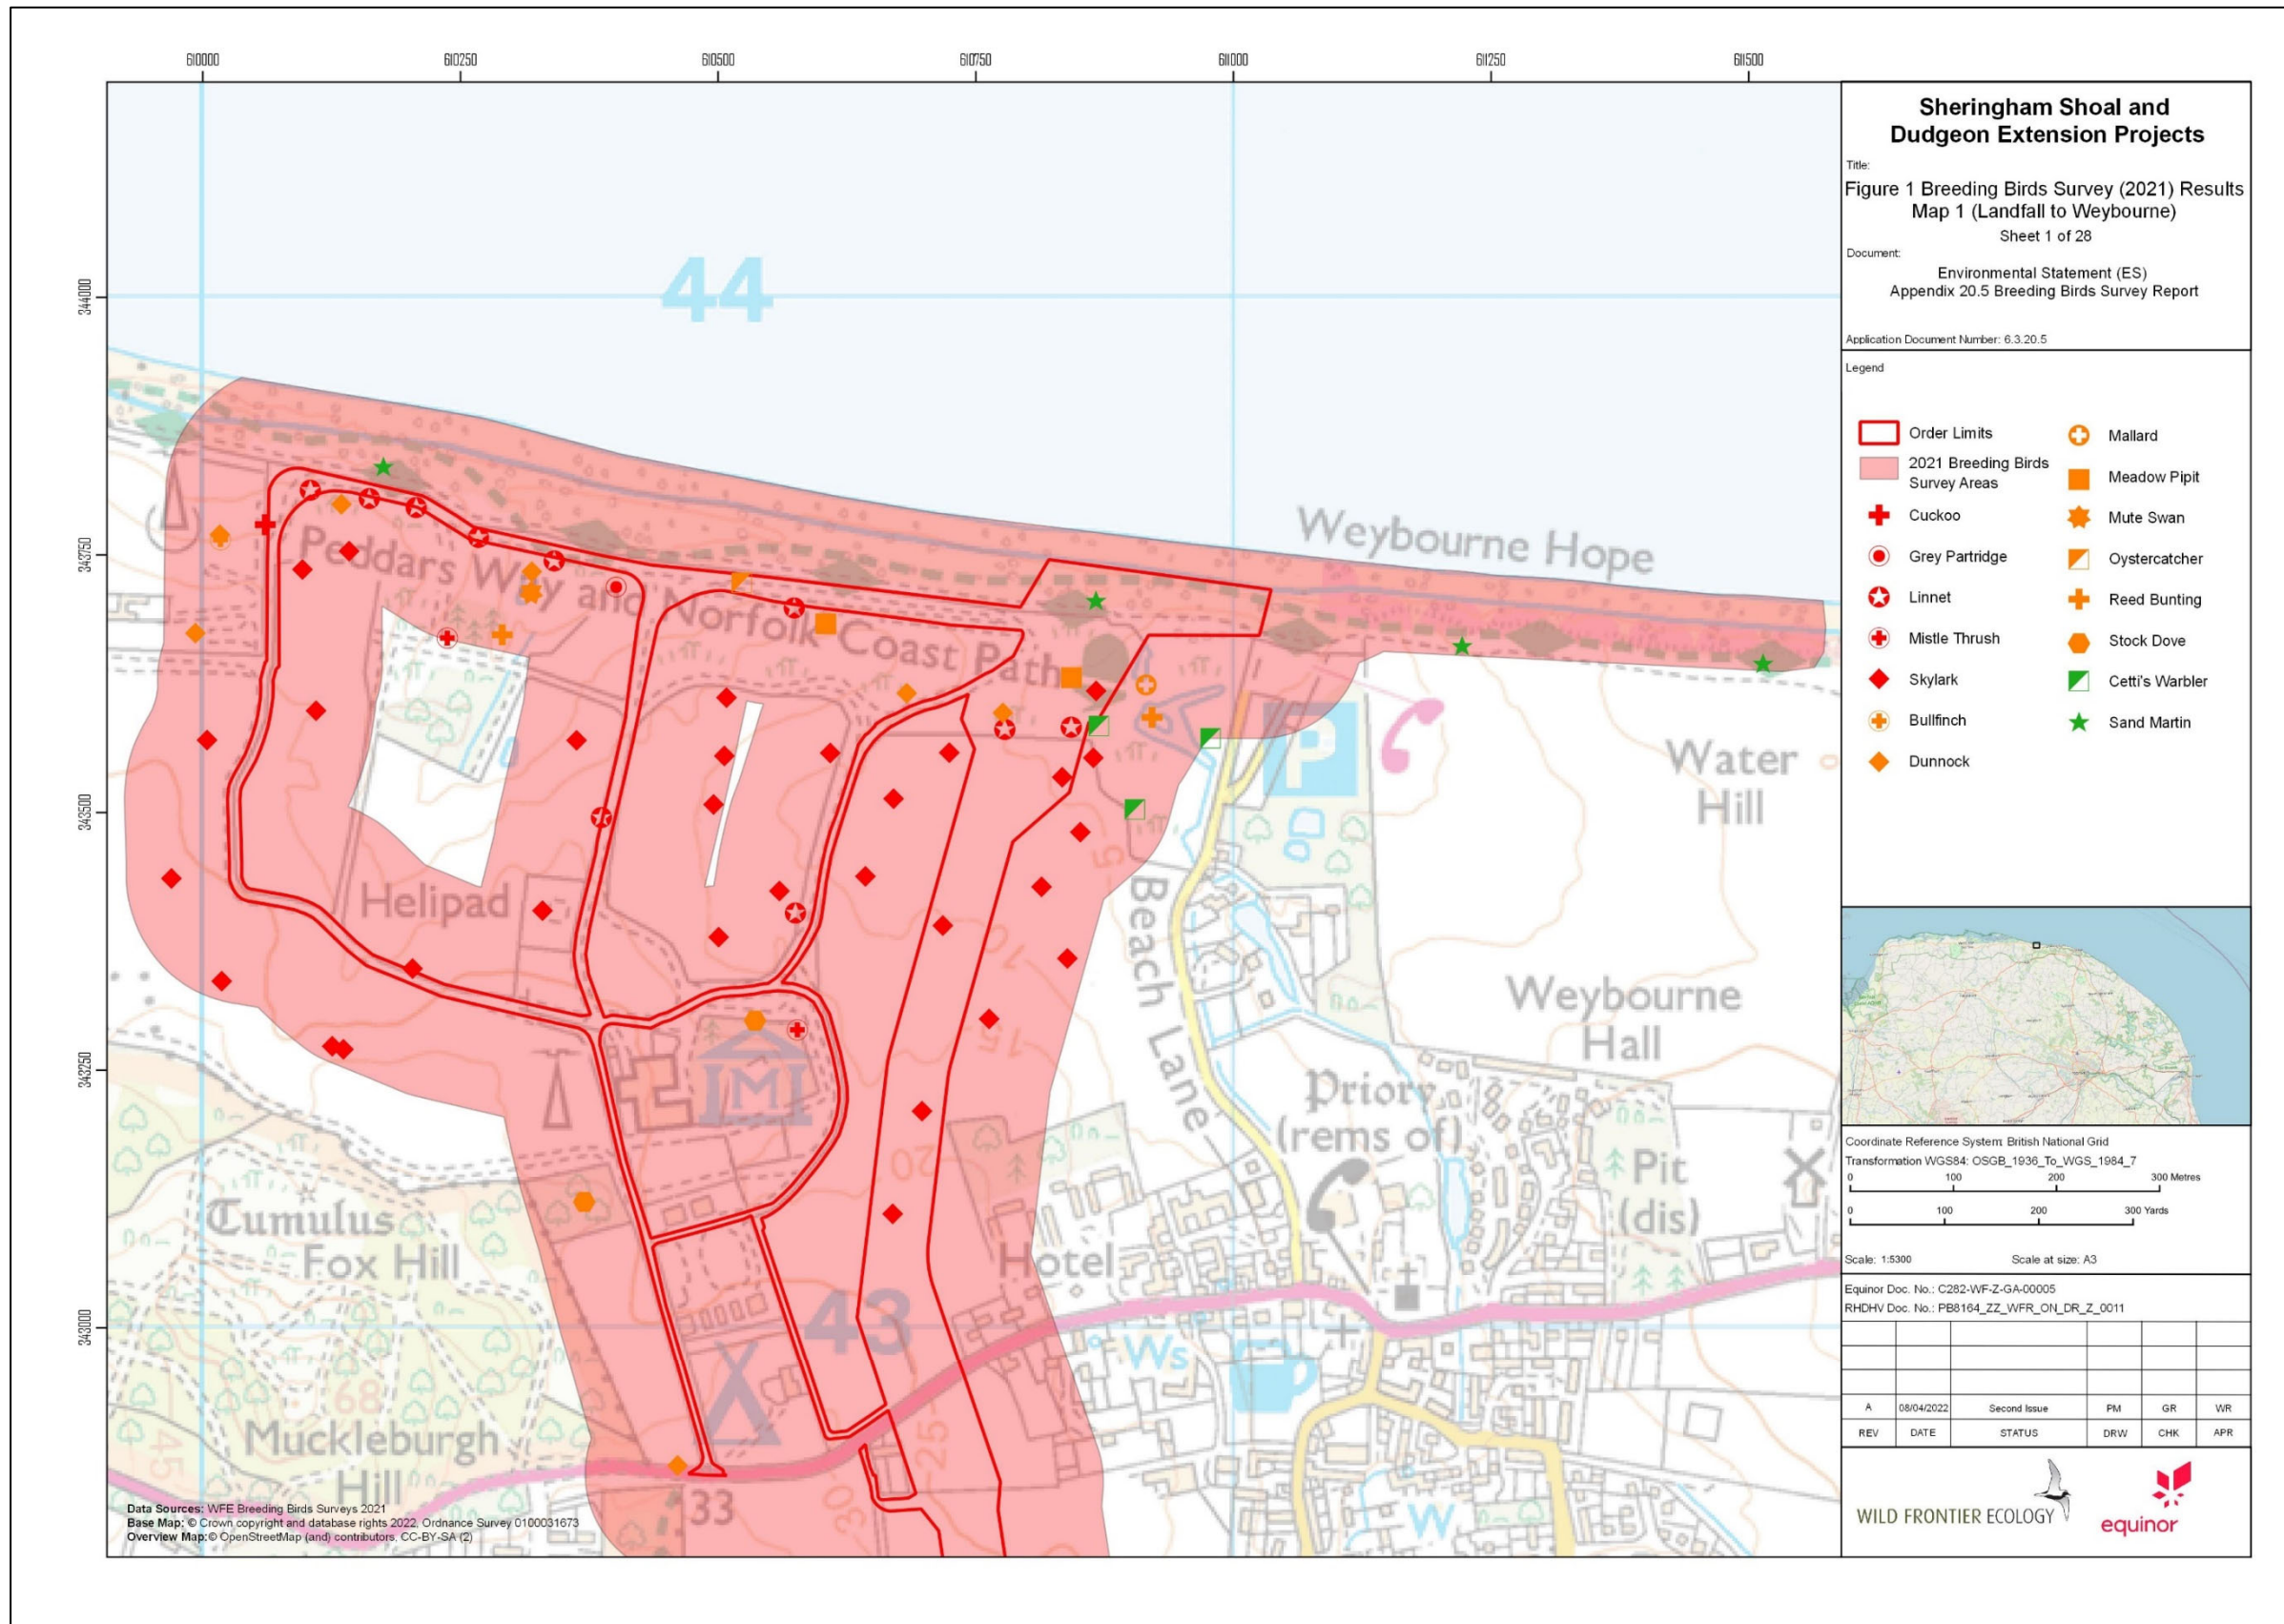 610000 610250 610500 610750 611000 611250 611500
344000
343750
343500
343250
343000
44
Weybourne Hope
Peddars Way and Norfolk Coast Path
Water
Hill
Helipad
5
10
15
Beach Lane
Weybourne
Hall
Priory
(rems of)
M
20
Pit
(dis)
Tumulus
Fox Hill
Hotel
43
Ws
68
Muckleburgh
Hill
45
25
30
33
W
P
Data Sources: WFE Breeding Birds Surveys 2021
Base Map: © Crown copyright and database rights 2022, Ordnance Survey 0100031673
Overview Map:© OpenStreetMap (and) contributors, CC-BY-SA (2)
Sheringham Shoal and
Dudgeon Extension Projects
Title:
Figure 1 Breeding Birds Survey (2021) Results
Map 1 (Landfall to Weybourne)
Sheet 1 of 28
Document:
Environmental Statement (ES)
Appendix 20.5 Breeding Birds Survey Report
Application Document Number: 6.3.20.5
Legend
Order Limits
2021 Breeding Birds
Survey Areas
Cuckoo
Grey Partridge
Linnet
Mistle Thrush
Skylark
Bullfinch
Dunnock
Mallard
Meadow Pipit
Mute Swan
Oystercatcher
Reed Bunting
Stock Dove
Cetti's Warbler
Sand Martin
Coordinate Reference System: British National Grid
Transformation WGS84: OSGB_1936_To_WGS_1984_7
0 100 200 300 Metres
0 100 200 300 Yards
Scale: 1:5300 Scale at size: A3
Equinor Doc. No.: C282-WF-Z-GA-00005
RHDHV Doc. No.: PB8164_ZZ_WFR_ON_DR_Z_0011
A 08/04/2022 Second Issue PM GR WR
REV DATE STATUS DRW CHK APR
WILD FRONTIER ECOLOGY
equinor